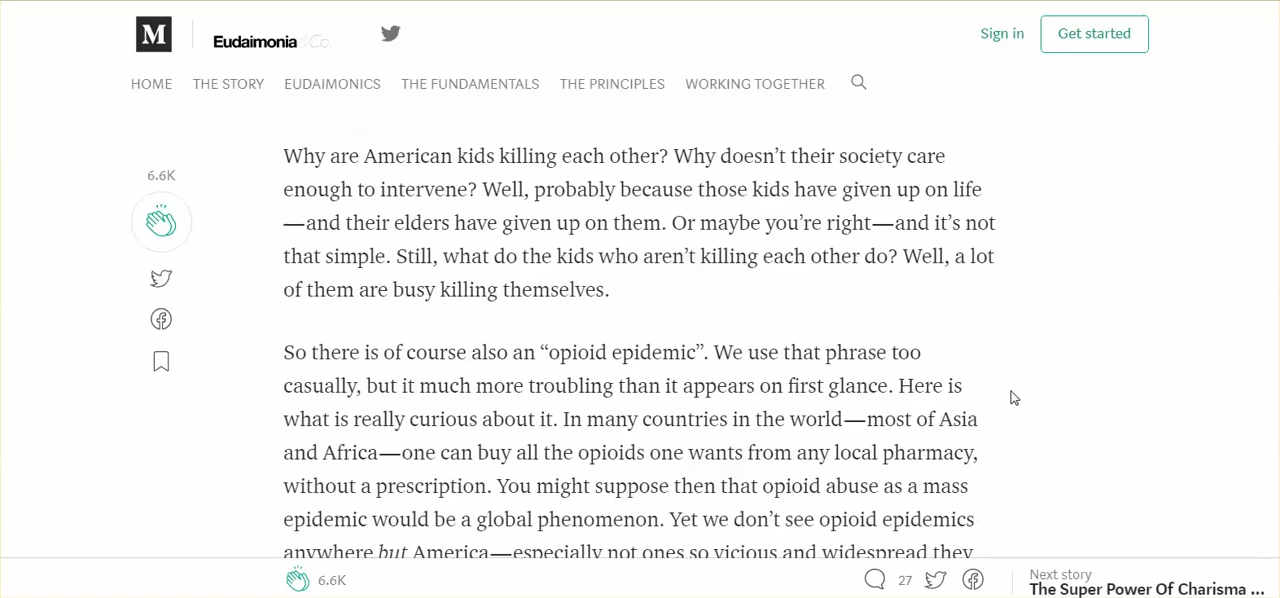 M
Eudaimonia & Co.
Sign in
Get started
HOME THE STORY EUDAIMONICS THE FUNDAMENTALS THE PRINCIPLES WORKING TOGETHER
6.6K
Why are American kids killing each other? Why doesn’t their society care
enough to intervene? Well, probably because those kids have given up on life
—and their elders have given up on them. Or maybe you’re right—and it’s not
that simple. Still, what do the kids who aren’t killing each other do? Well, a lot
of them are busy killing themselves.
So there is of course also an “opioid epidemic”. We use that phrase too
casually, but it much more troubling than it appears on first glance. Here is
what is really curious about it. In many countries in the world—most of Asia
and Africa—one can buy all the opioids one wants from any local pharmacy,
without a prescription. You might suppose then that opioid abuse as a mass
epidemic would be a global phenomenon. Yet we don’t see opioid epidemics
anywhere but America—especially not ones so vicious and widespread they
6.6K
27
Next story
The Super Power Of Charisma ...